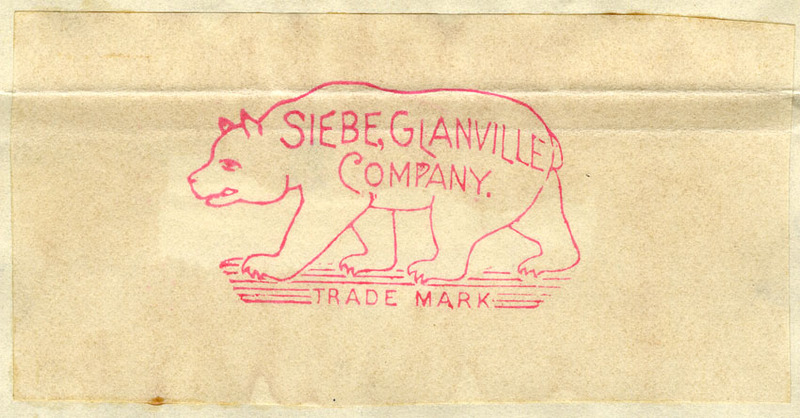 SIEBE, GLANVILLE
COMPANY.
TRADE MARK